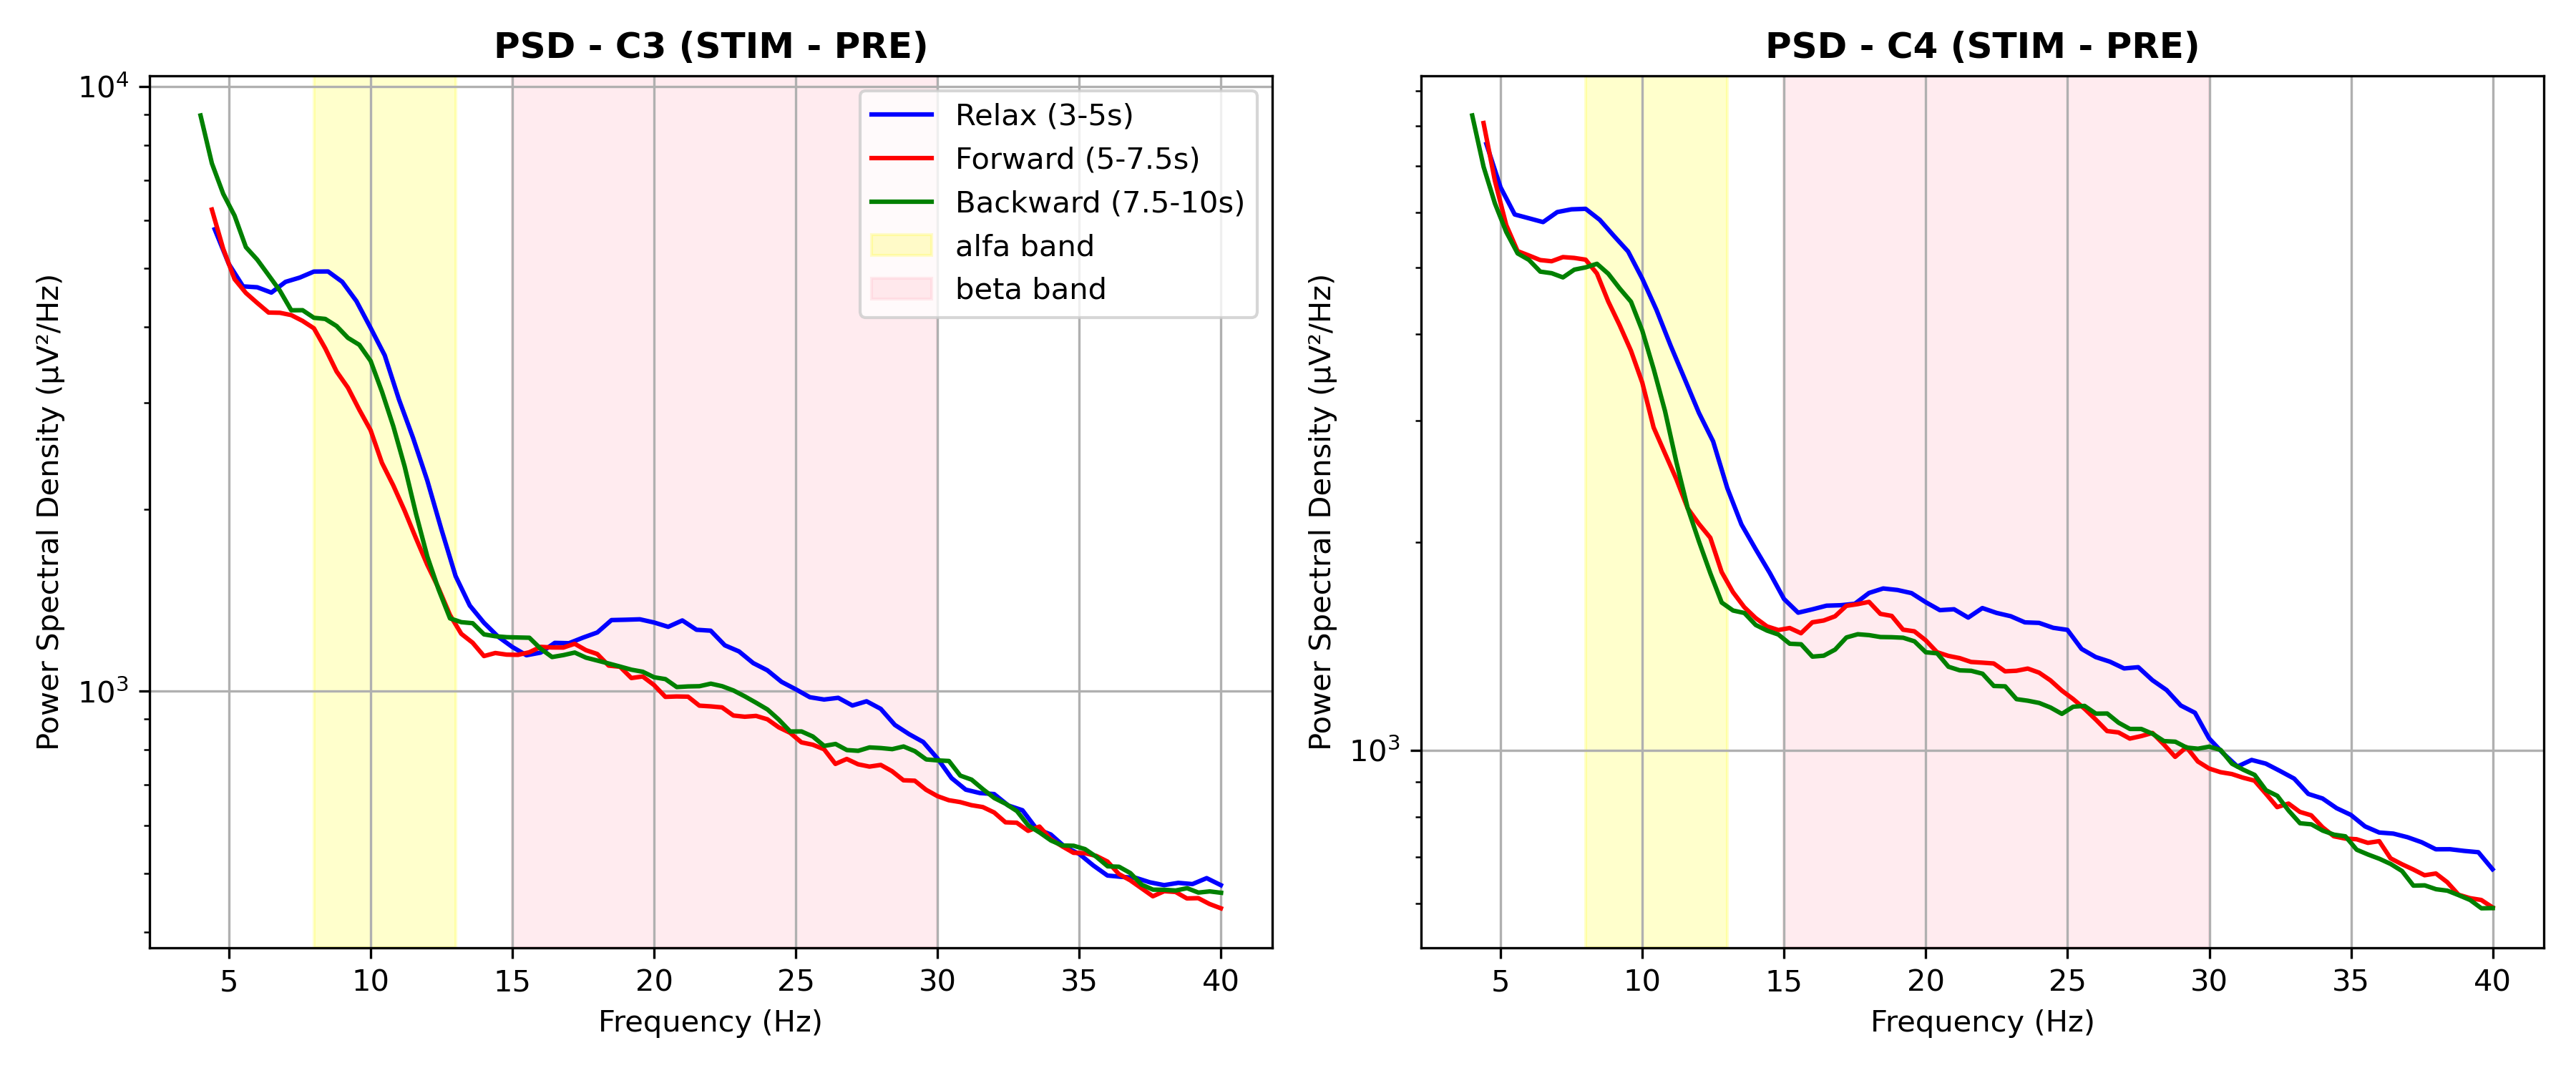 PSD - C3 (STIM - PRE)
10⁴
10³
Power Spectral Density (µV²/Hz)
5 10 15 20 25 30 35 40
Frequency (Hz)
Relax (3-5s)
Forward (5-7.5s)
Backward (7.5-10s)
alfa band
beta band
PSD - C4 (STIM - PRE)
10³
Power Spectral Density (µV²/Hz)
5 10 15 20 25 30 35 40
Frequency (Hz)